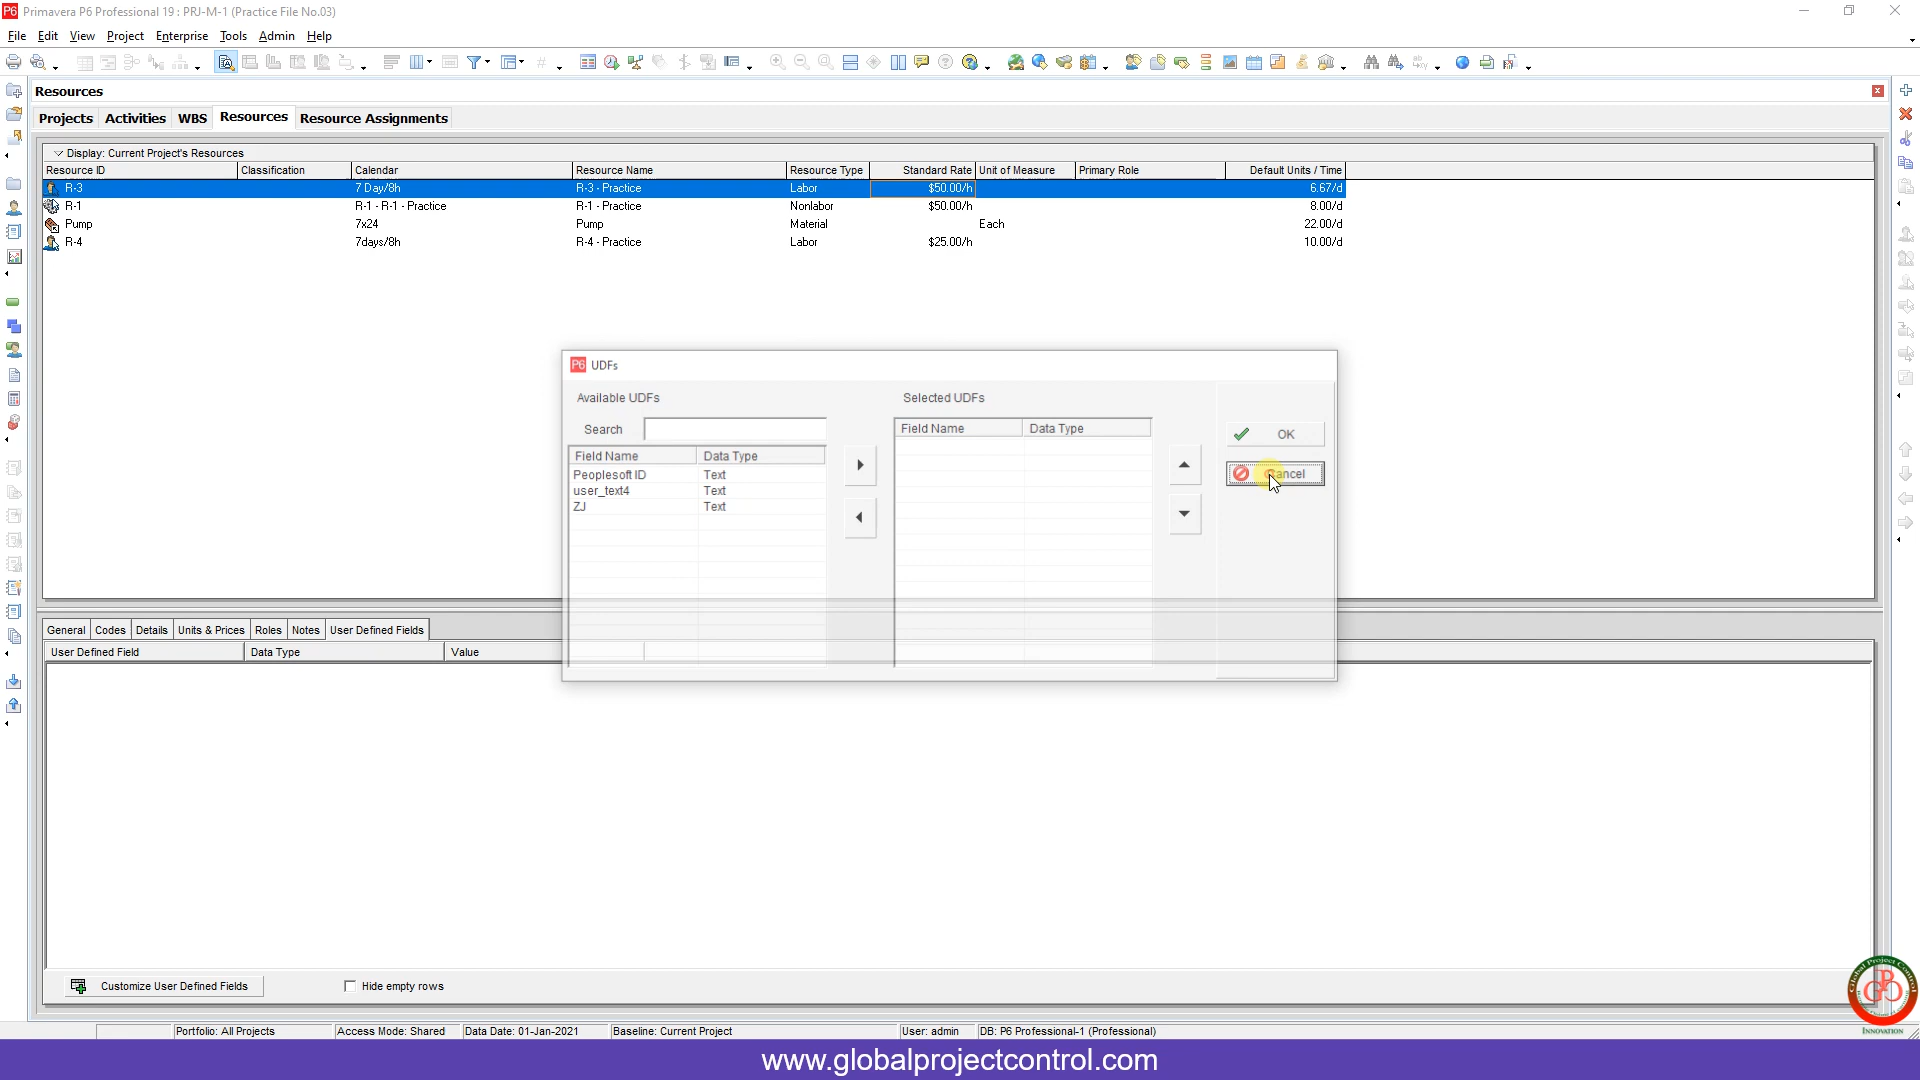 P6 Primavera P6 Professional 19 : PRJ-M-1 (Practice File No.03)
File Edit View Project Enterprise Tools Admin Help
Resources
Projects Activities WBS Resources Resource Assignments
Display: Current Project's Resources
Resource ID Classification Calendar Resource Name Resource Type Standard Rate Unit of Measure Primary Role Default Units / Time
R-3 7 Day/8h R-3 - Practice Labor $50.00/h 6.67/d
R-1 R-1 - R-1 - Practice R-1 - Practice Nonlabor $50.00/h 8.00/d
Pump 7x24 Pump Material Each 22.00/d
R-4 7days/8h R-4 - Practice Labor $25.00/h 10.00/d
P6 UDFs
Available UDFs Selected UDFs
Search
Field Name Data Type
Field Name Data Type
OK
Cancel
Peoplesoft ID Text
user_text4 Text
ZJ Text
General Codes Details Units & Prices Roles Notes User Defined Fields
User Defined Field Data Type Value
Customize User Defined Fields Hide empty rows
Global Project Control
GPC
INNOVATION
Portfolio: All Projects Access Mode: Shared Data Date: 01-Jan-2021 Baseline: Current Project User: admin DB: P6 Professional-1 (Professional)
www.globalprojectcontrol.com